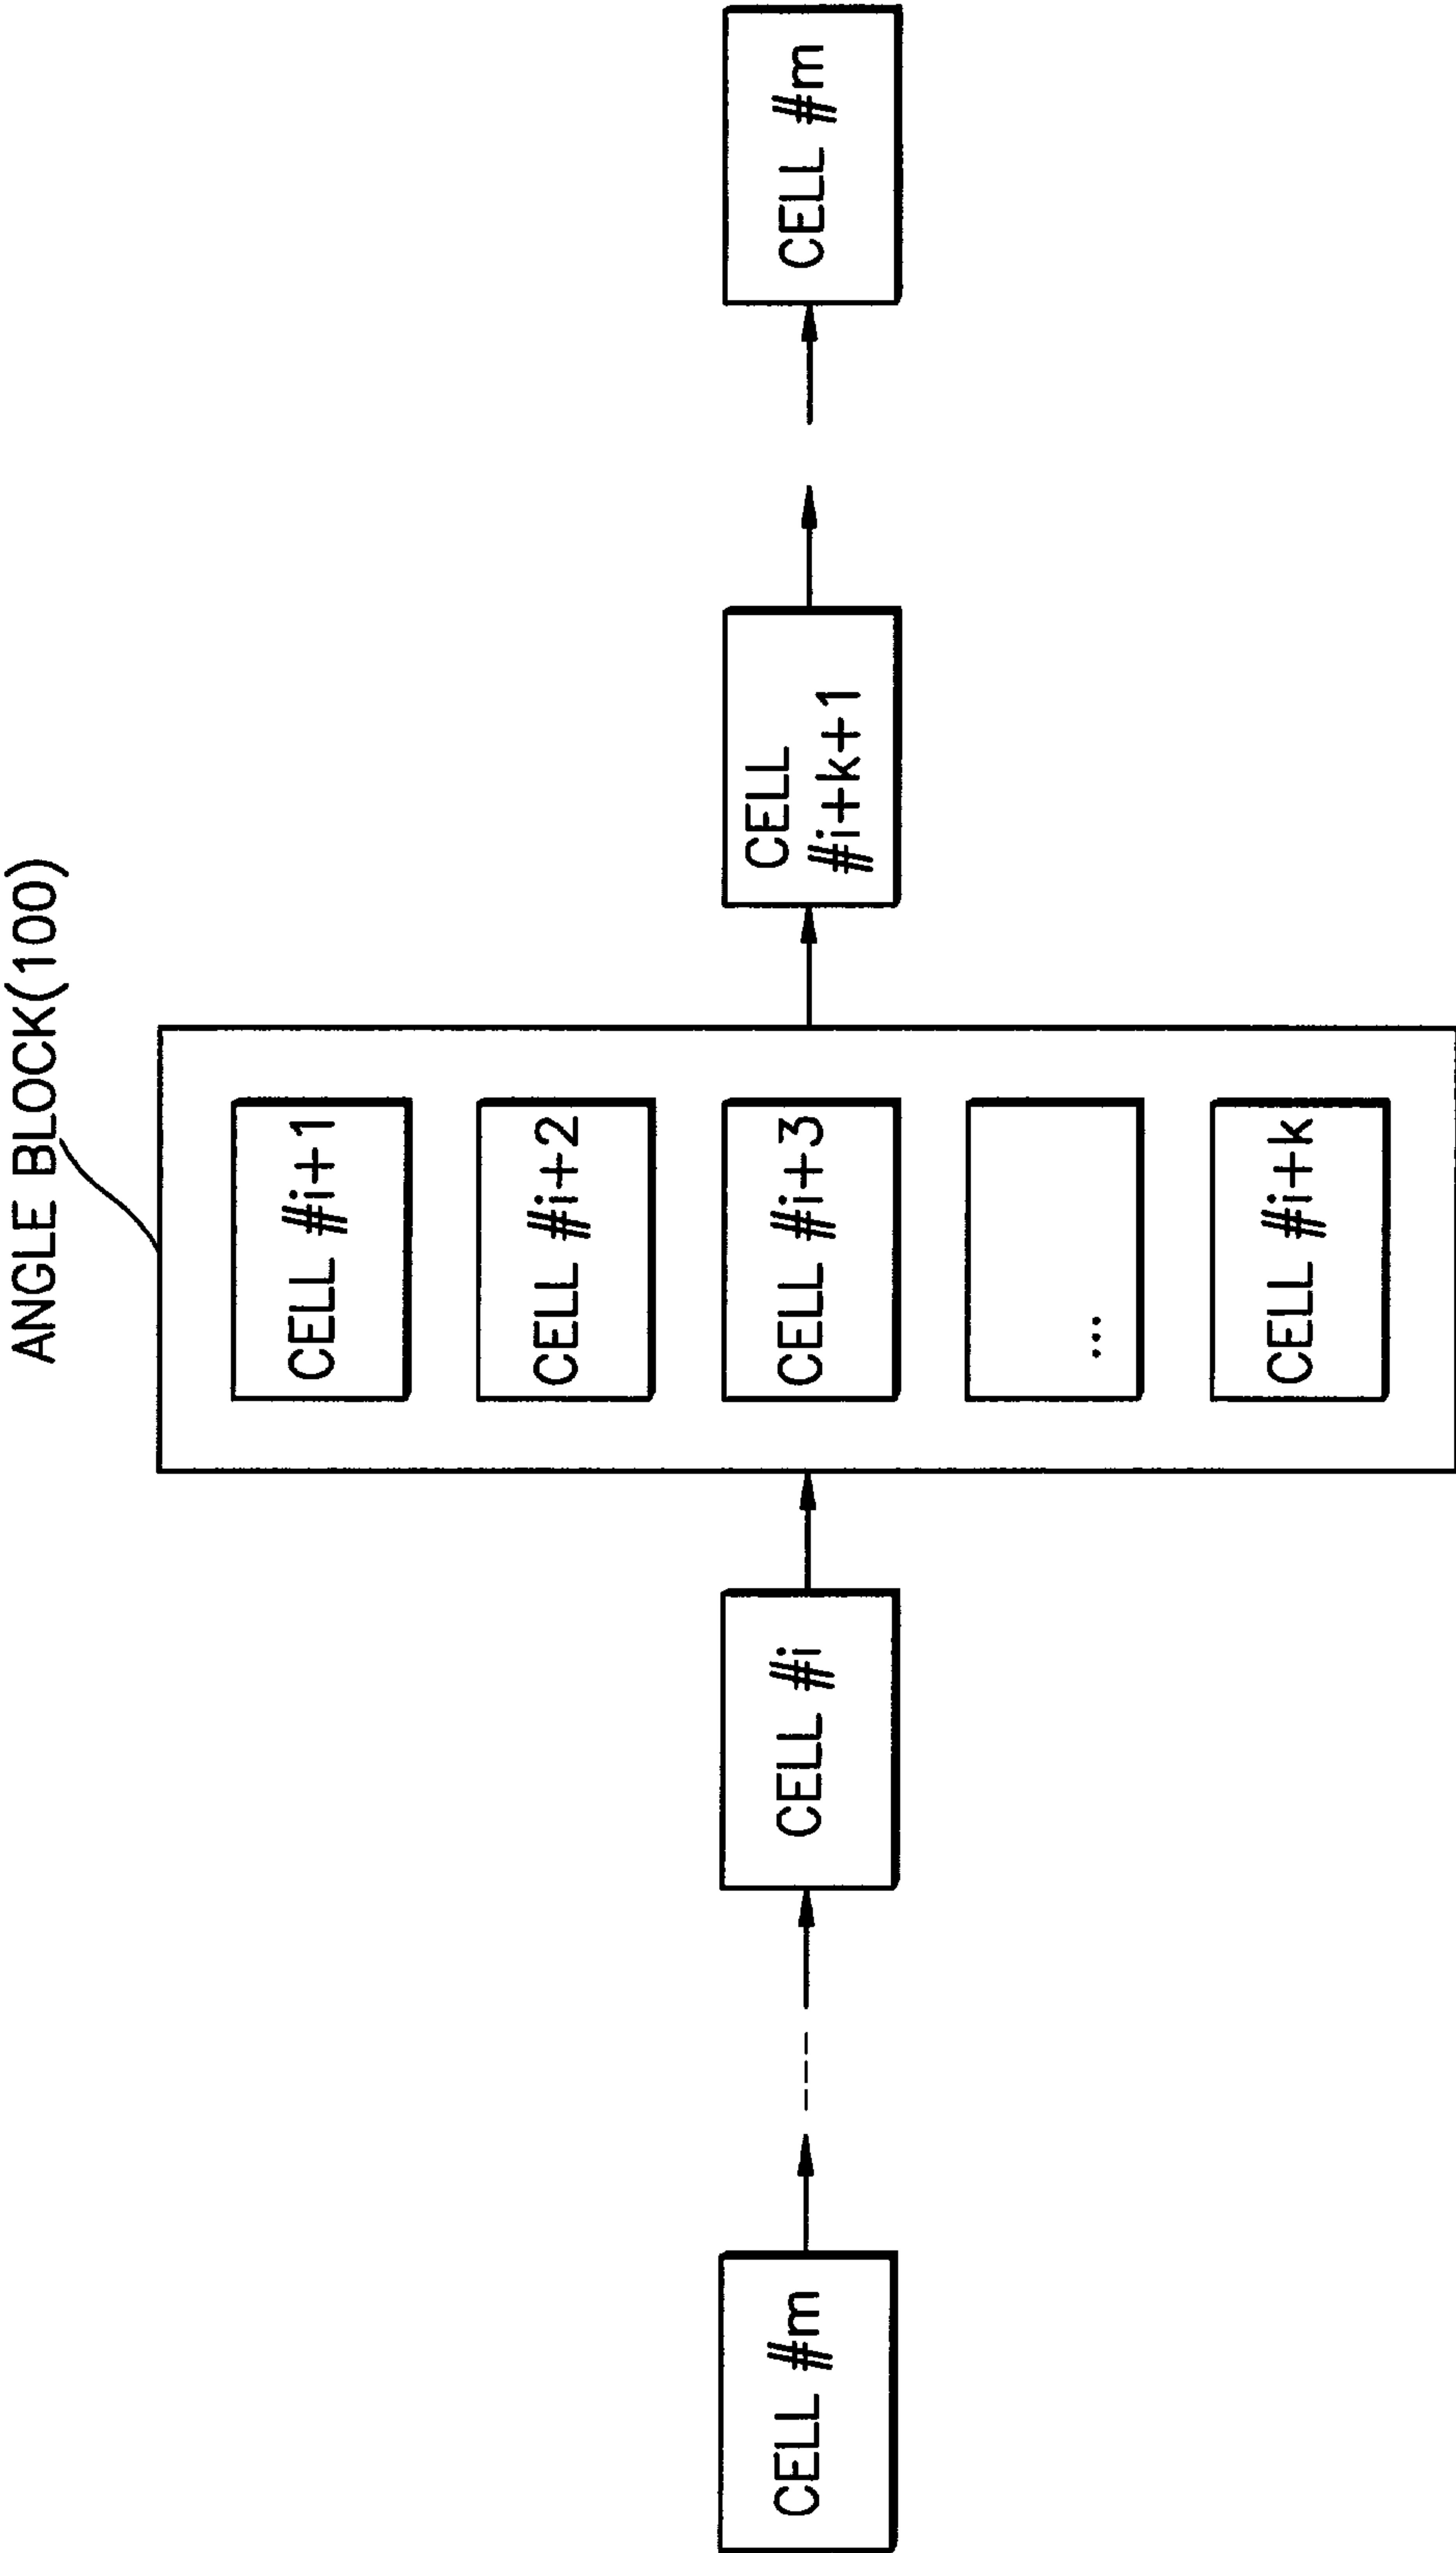 ANGLE BLOCK(100)
CELL #m
CELL #i
CELL #i+1
CELL #i+2
CELL #i+3
...
CELL #i+k
CELL
#i+k+1
CELL #m